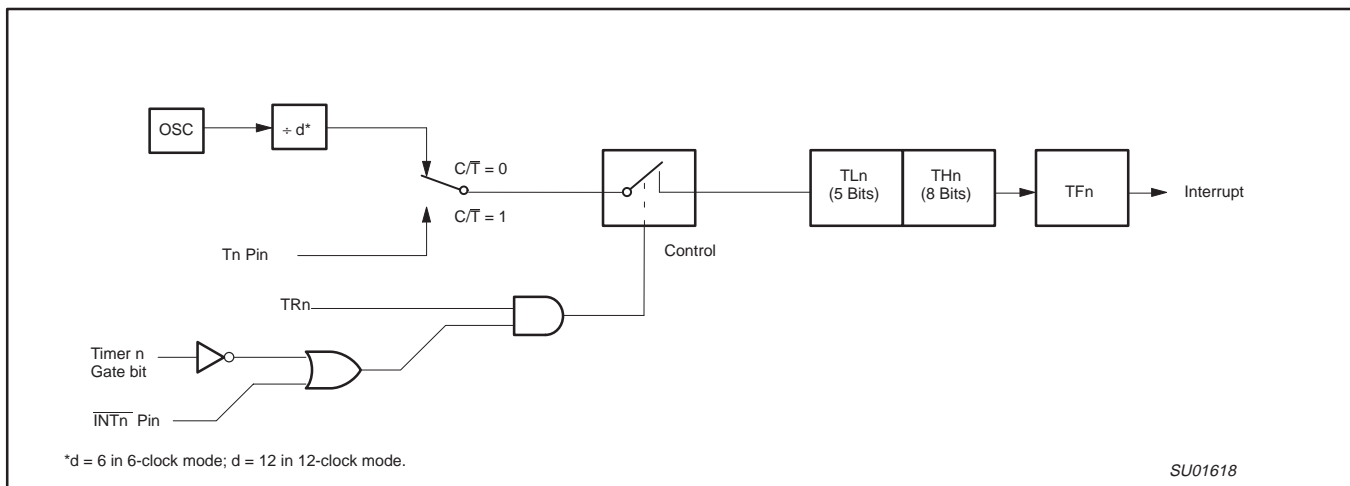 OSC
÷ d*
C/T̅ = 0
C/T̅ = 1
Tn Pin
Control
TLn
(5 Bits)
THn
(8 Bits)
TFn
Interrupt
TRn
Timer n
Gate bit
I̅N̅T̅n̅ Pin
*d = 6 in 6-clock mode; d = 12 in 12-clock mode.
SU01618